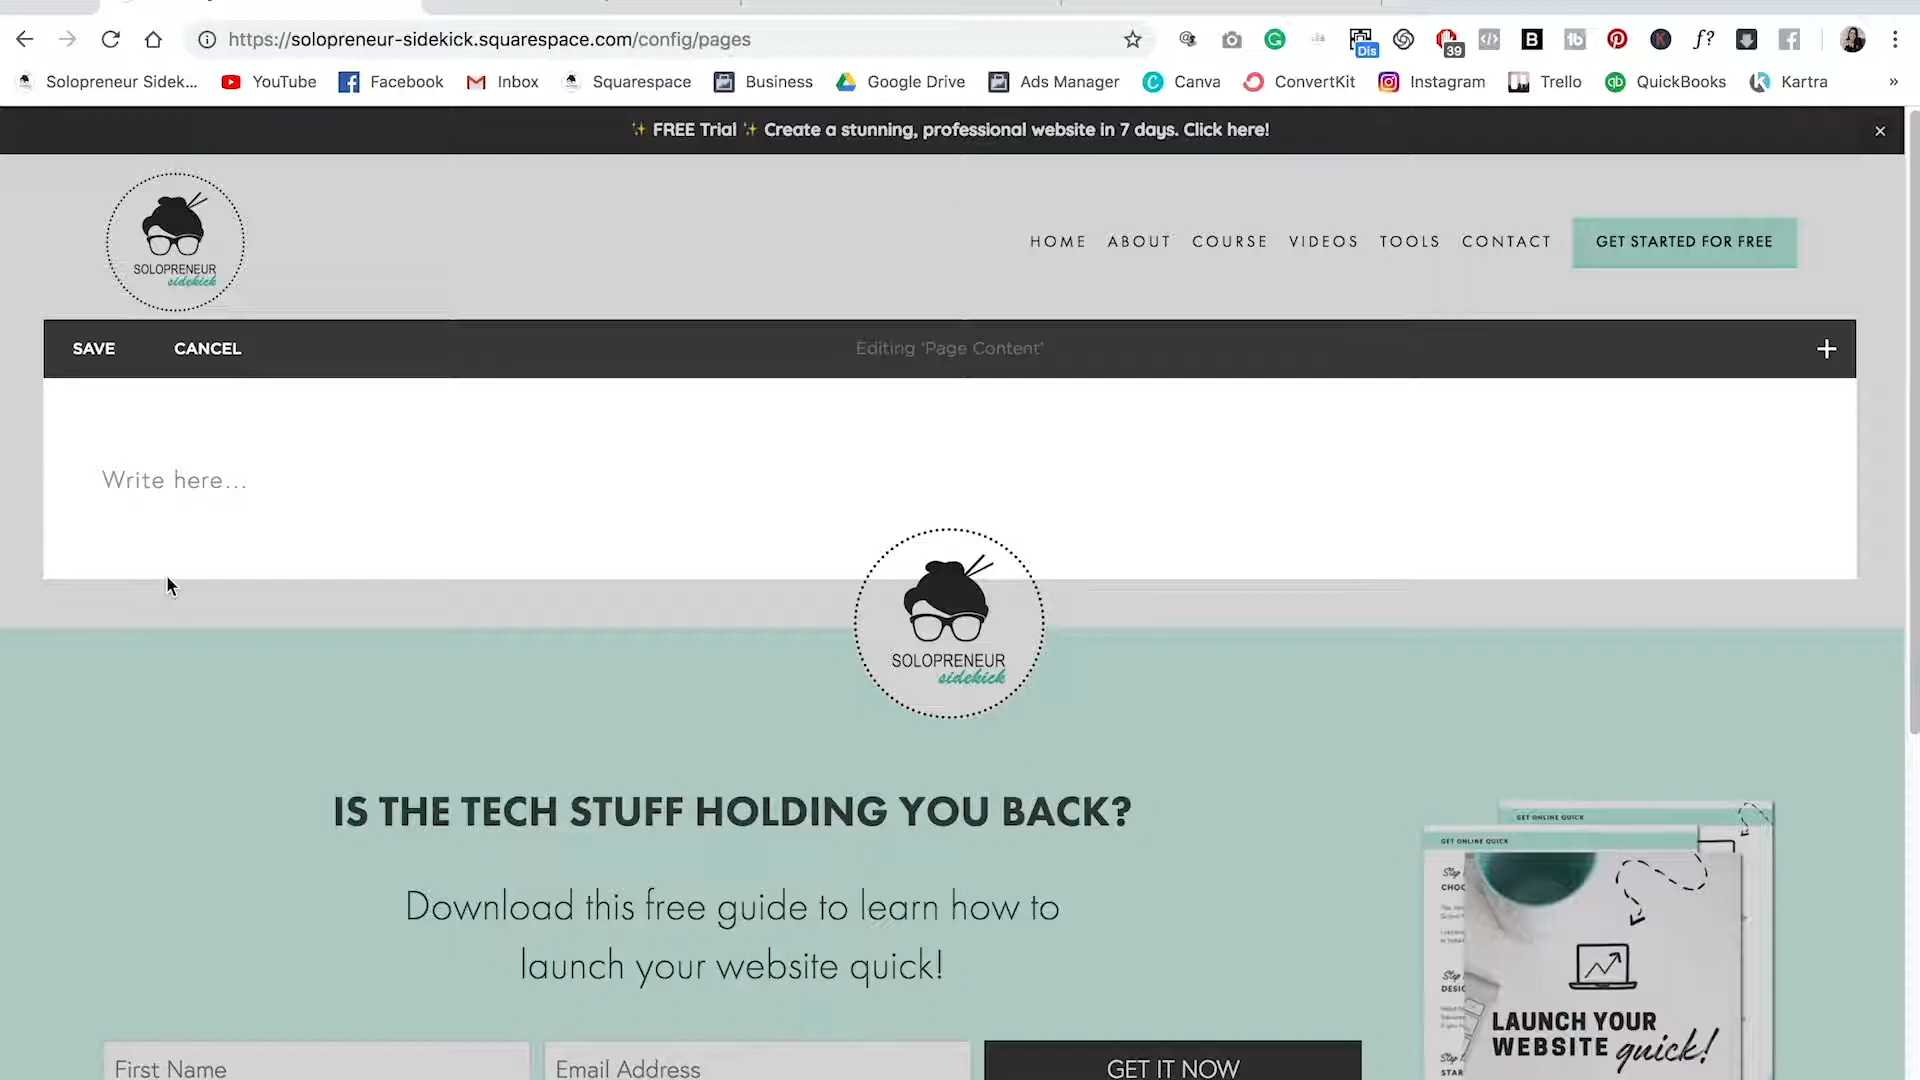 https://solopreneur-sidekick.squarespace.com/config/pages
Dis
39
B
f?
Solopreneur Sidek...
YouTube
Facebook
Inbox
Squarespace
Business
Google Drive
Ads Manager
Canva
ConvertKit
Instagram
Trello
QuickBooks
Kartra
»
✨ FREE Trial ✨ Create a stunning, professional website in 7 days. Click here!
SOLOPRENEUR
sidekick
HOME
ABOUT
COURSE
VIDEOS
TOOLS
CONTACT
GET STARTED FOR FREE
SAVE
CANCEL
Editing 'Page Content'
Write here...
SOLOPRENEUR
sidekick
IS THE TECH STUFF HOLDING YOU BACK?
Download this free guide to learn how to
launch your website quick!
First Name
Email Address
GET IT NOW
GET ONLINE QUICK
GET ONLINE QUICK
LAUNCH YOUR
WEBSITE quick!